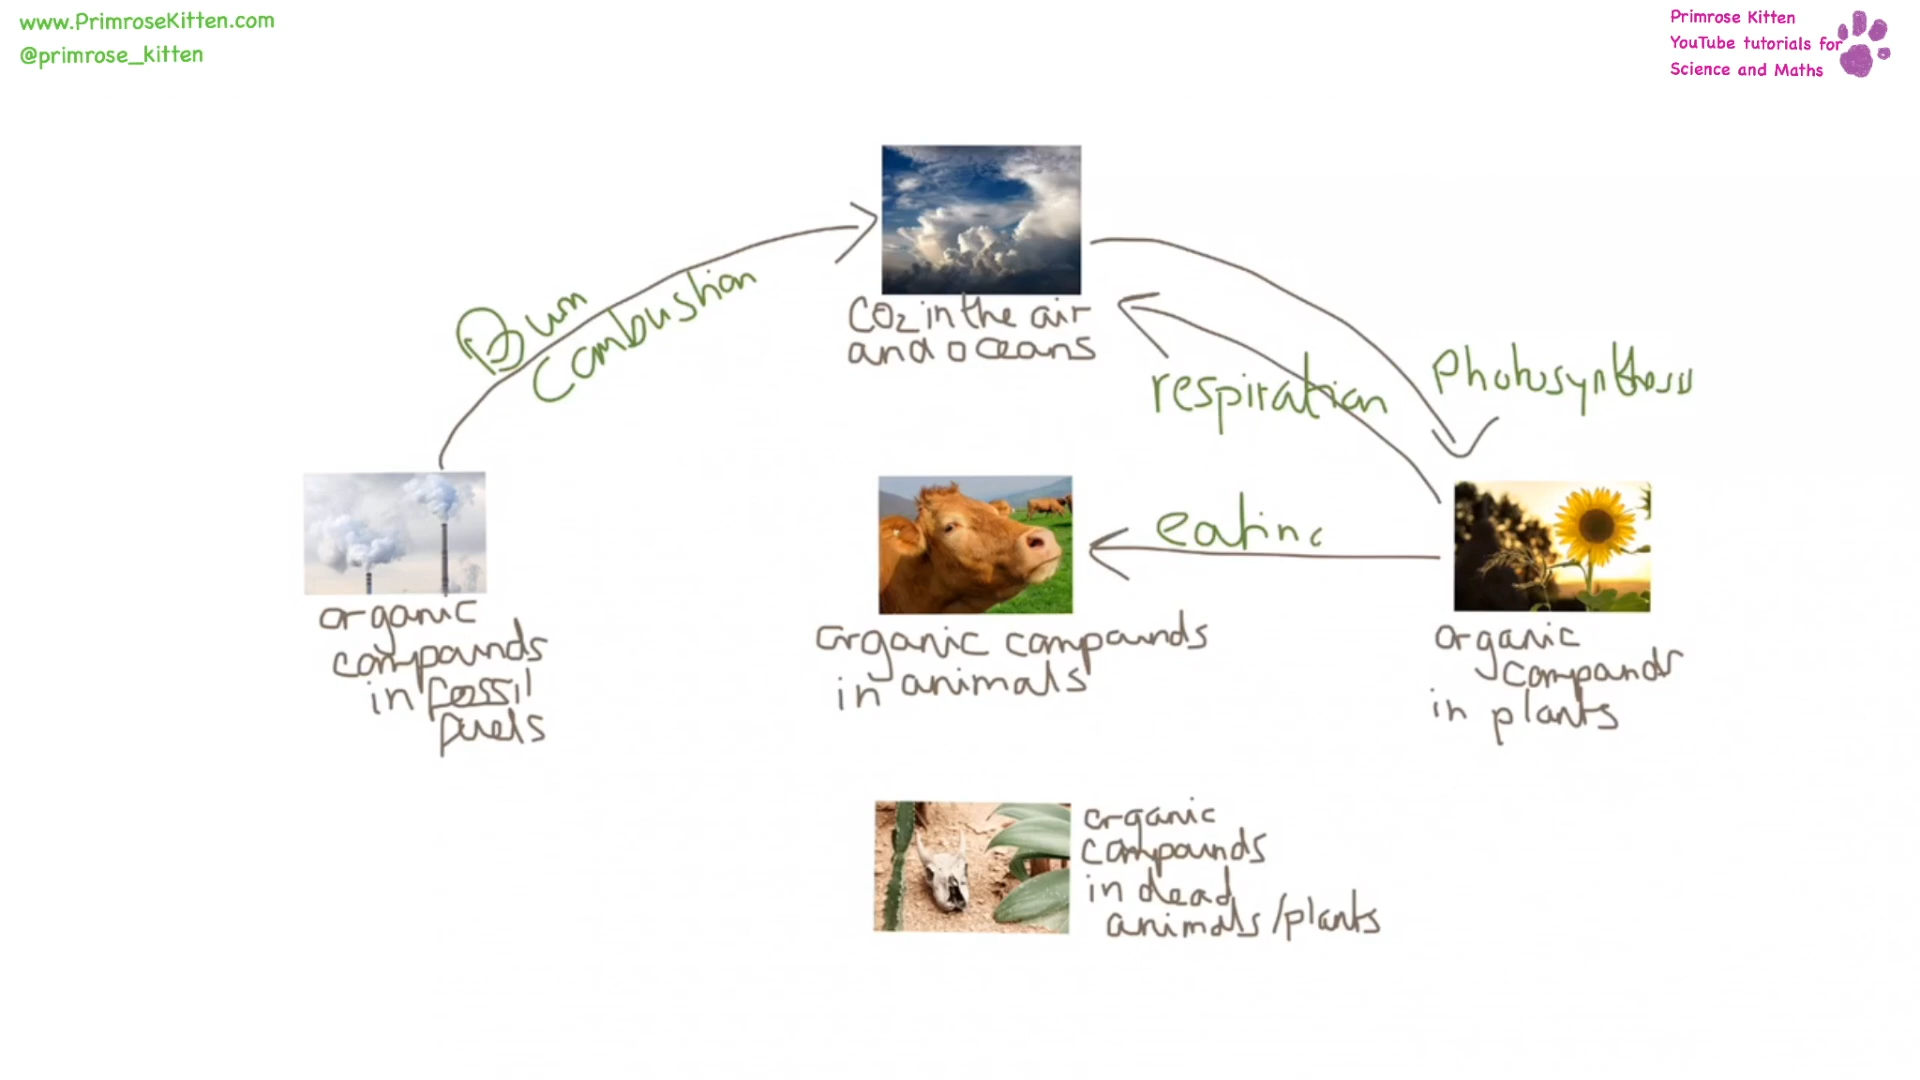 www.PrimroseKitten.com
@primrose_kitten
Primrose Kitten
YouTube tutorials for
Science and Maths
CO₂ in the air
and oceans
Burn
Combustion
respiration
Photosynthesis
eatinc
organic
compounds
in fossil
fuels
organic compounds
in animals
organic
compounds
in plants
organic
compounds
in dead
animals/plants